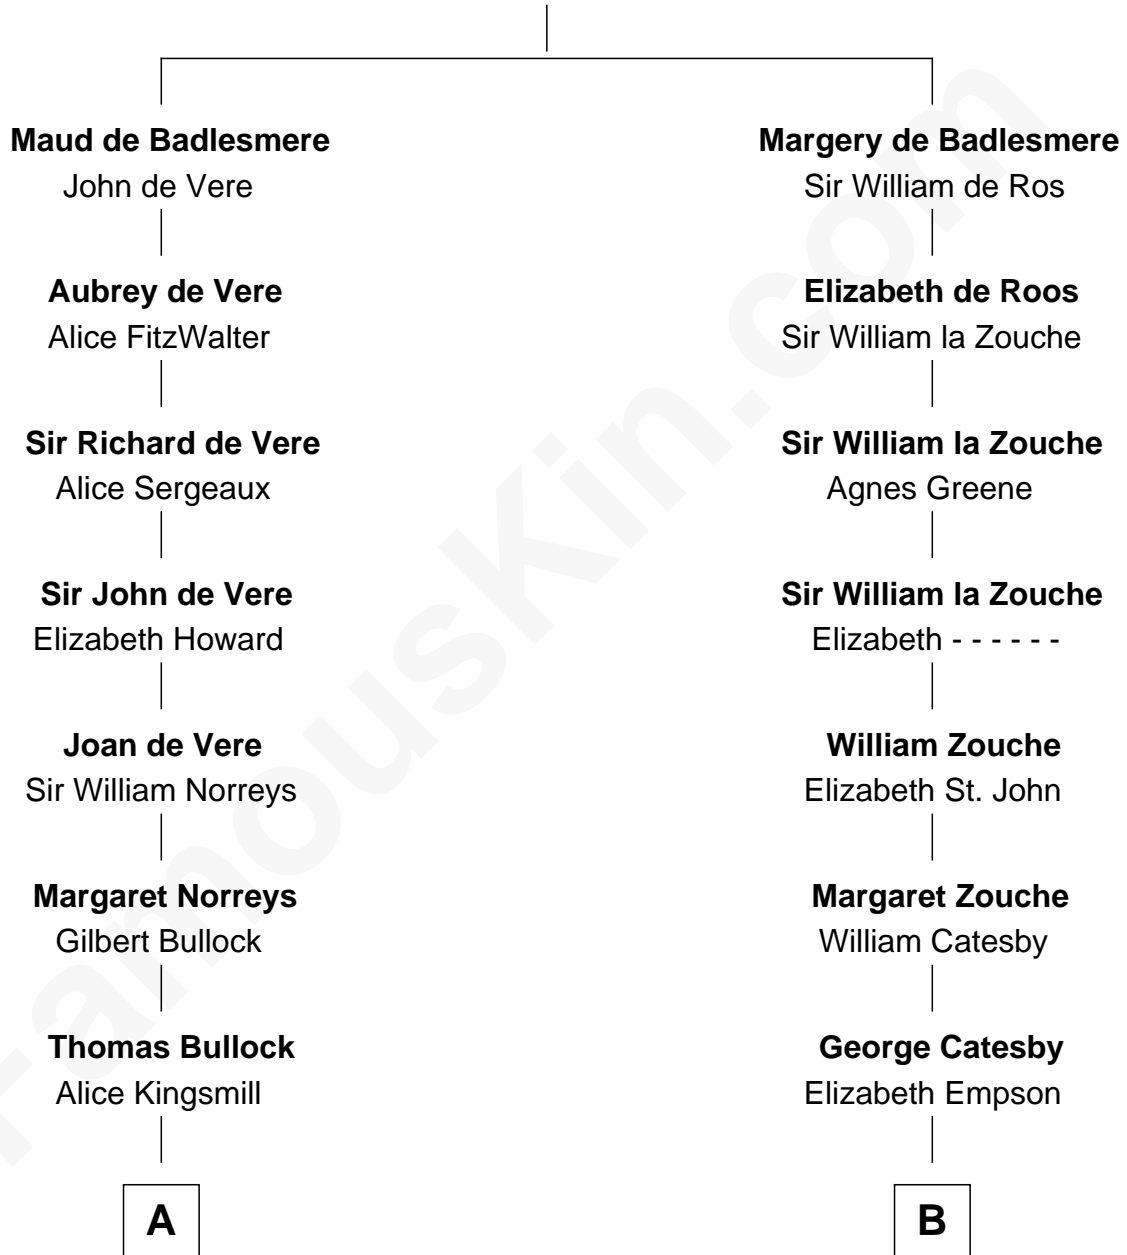 Maud de Badlesmere
John de Vere
Aubrey de Vere
Alice FitzWalter
Sir Richard de Vere
Alice Sergeaux
Sir John de Vere
Elizabeth Howard
Joan de Vere
Sir William Norreys
Margaret Norreys
Gilbert Bullock
Thomas Bullock
Alice Kingsmill
A
Margery de Badlesmere
Sir William de Ros
Elizabeth de Roos
Sir William la Zouche
Sir William la Zouche
Agnes Greene
Sir William la Zouche
Elizabeth - - - - - -
William Zouche
Elizabeth St. John
Margaret Zouche
William Catesby
George Catesby
Elizabeth Empson
B
FamousKin.com